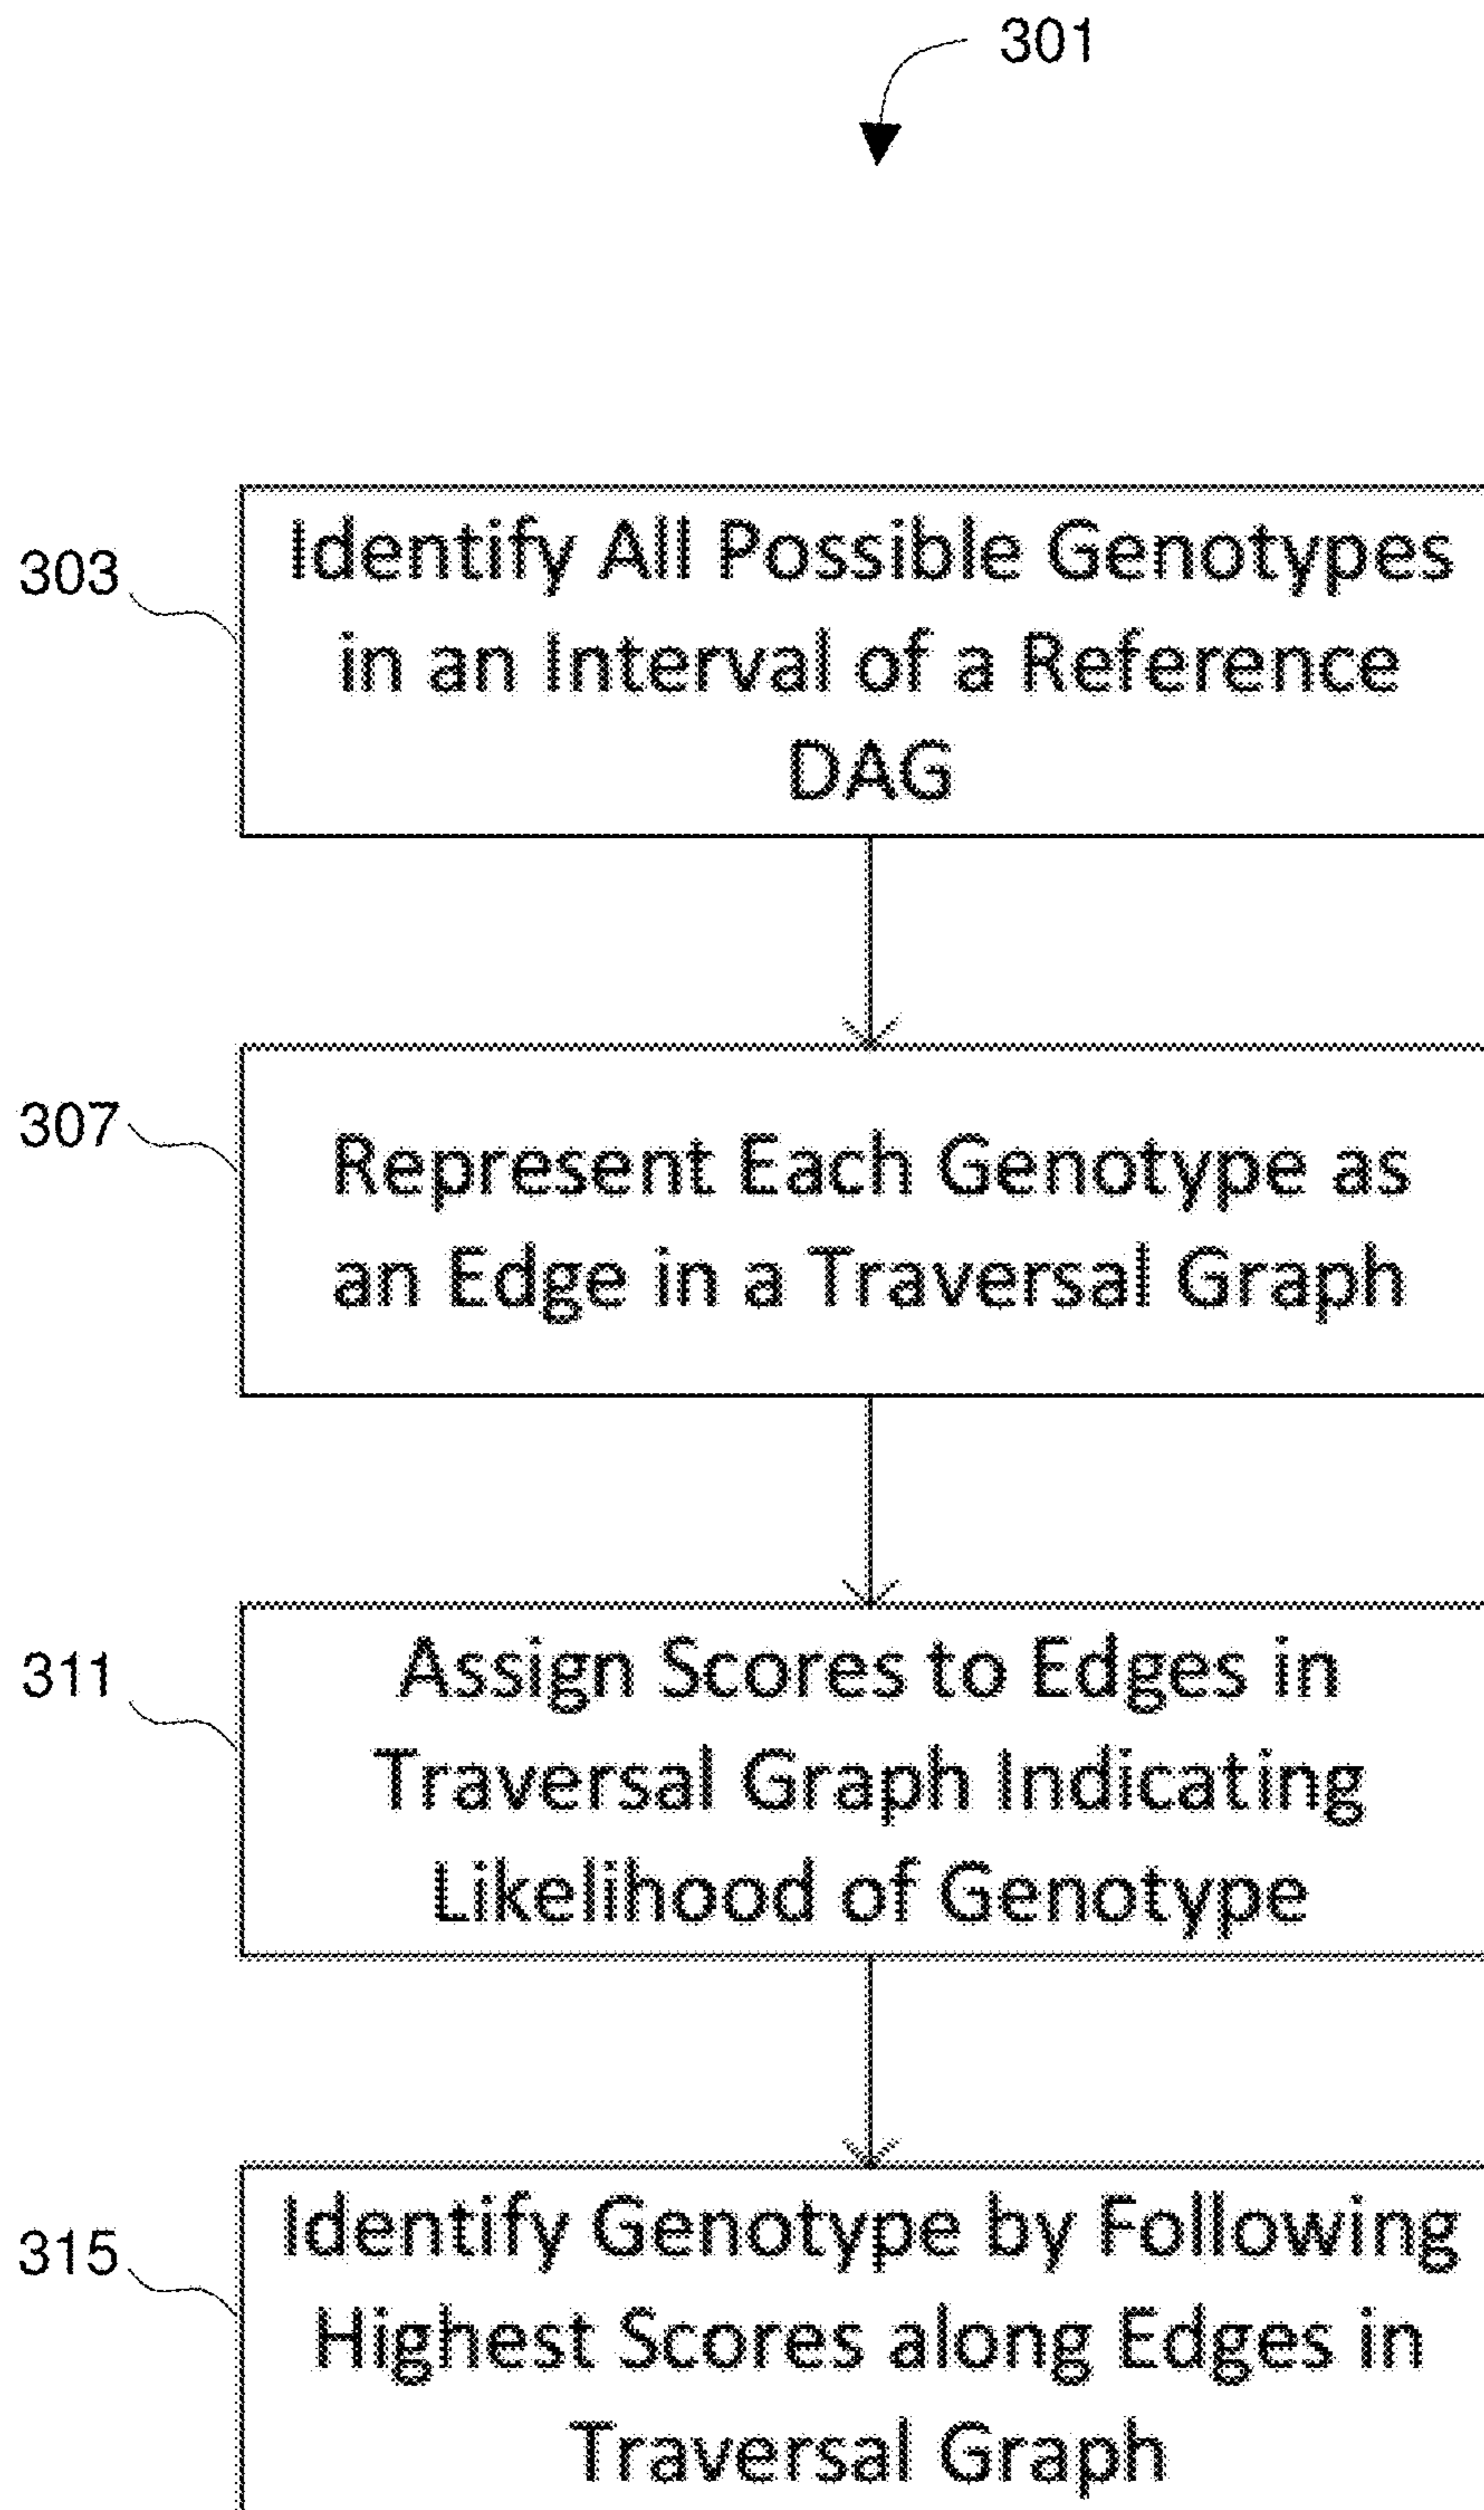 301
303
Identify All Possible Genotypes
in an Interval of a Reference
DAG
307
Represent Each Genotype as
an Edge in a Traversal Graph
311
Assign Scores to Edges in
Traversal Graph Indicating
Likelihood of Genotype
315
Identify Genotype by Following
Highest Scores along Edges in
Traversal Graph